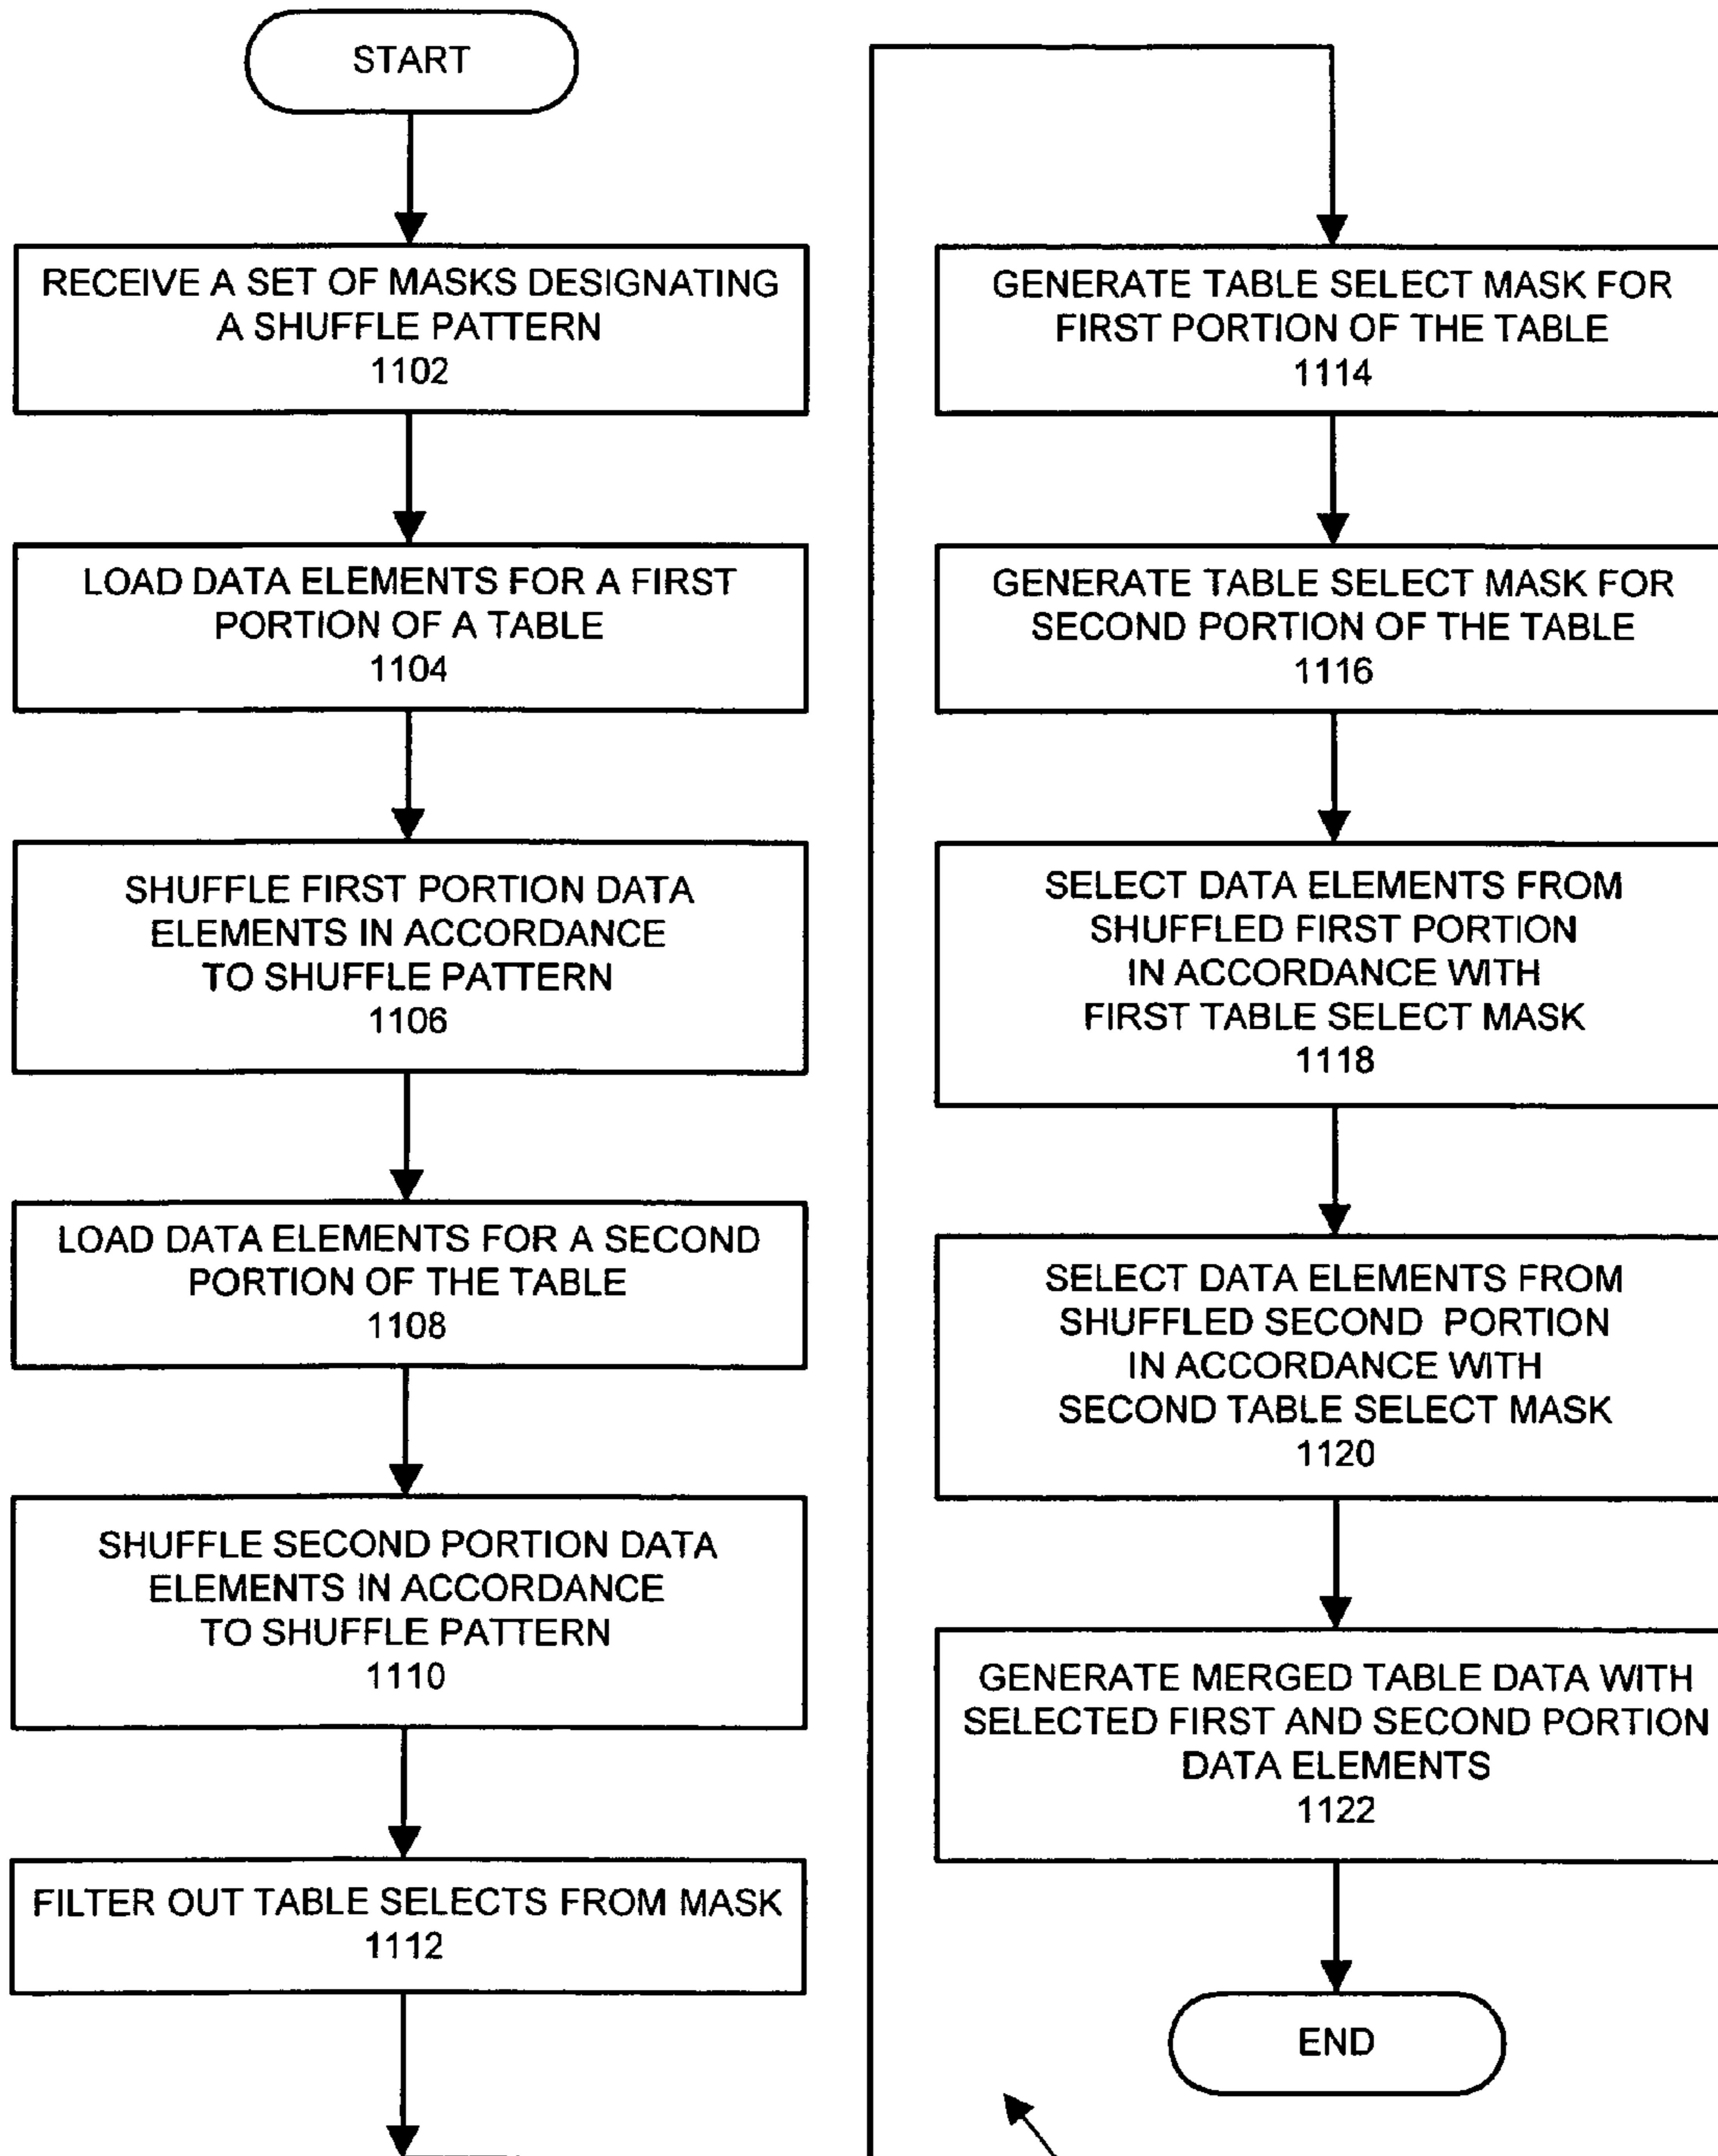 START
RECEIVE A SET OF MASKS DESIGNATING
A SHUFFLE PATTERN
1102
LOAD DATA ELEMENTS FOR A FIRST
PORTION OF A TABLE
1104
SHUFFLE FIRST PORTION DATA
ELEMENTS IN ACCORDANCE
TO SHUFFLE PATTERN
1106
LOAD DATA ELEMENTS FOR A SECOND
PORTION OF THE TABLE
1108
SHUFFLE SECOND PORTION DATA
ELEMENTS IN ACCORDANCE
TO SHUFFLE PATTERN
1110
FILTER OUT TABLE SELECTS FROM MASK
1112
GENERATE TABLE SELECT MASK FOR
FIRST PORTION OF THE TABLE
1114
GENERATE TABLE SELECT MASK FOR
SECOND PORTION OF THE TABLE
1116
SELECT DATA ELEMENTS FROM
SHUFFLED FIRST PORTION
IN ACCORDANCE WITH
FIRST TABLE SELECT MASK
1118
SELECT DATA ELEMENTS FROM
SHUFFLED SECOND PORTION
IN ACCORDANCE WITH
SECOND TABLE SELECT MASK
1120
GENERATE MERGED TABLE DATA WITH
SELECTED FIRST AND SECOND PORTION
DATA ELEMENTS
1122
END